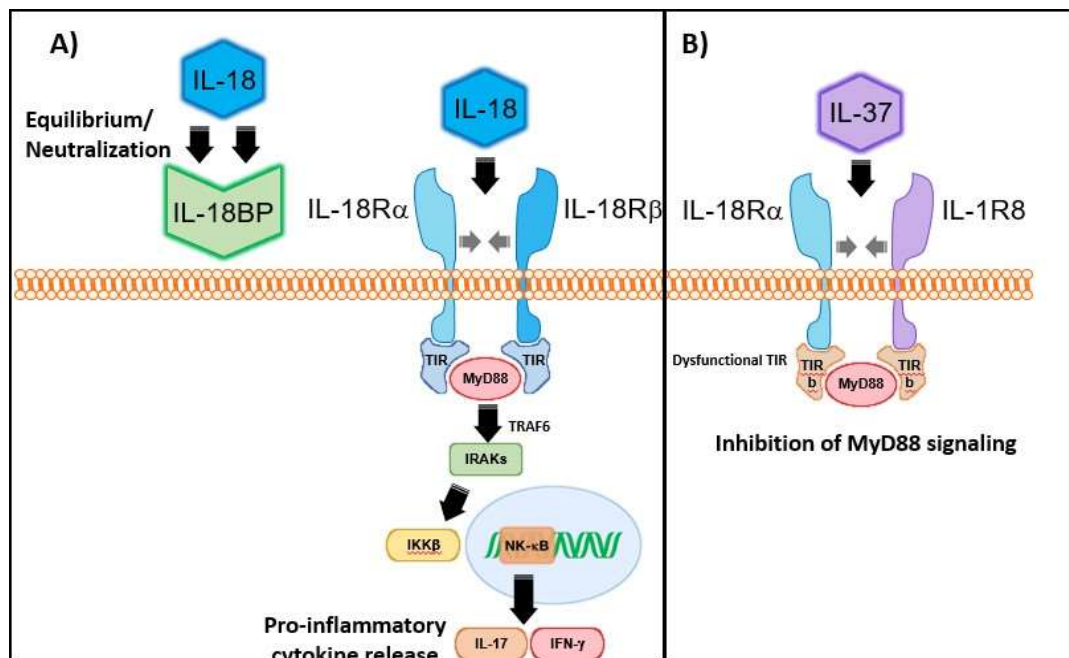 A)
IL-18
Equilibrium/
Neutralization
IL-18BP
IL-18
IL-18Rα
IL-18Rβ
TIR
TIR
MyD88
TRAF6
IRAKs
IKKβ
NK-κB
Pro-inflammatory
cytokine release
IL-17
IFN-γ
B)
IL-37
IL-18Rα
IL-1R8
Dysfunctional TIR
TIR
b
MyD88
TIR
b
Inhibition of MyD88 signaling